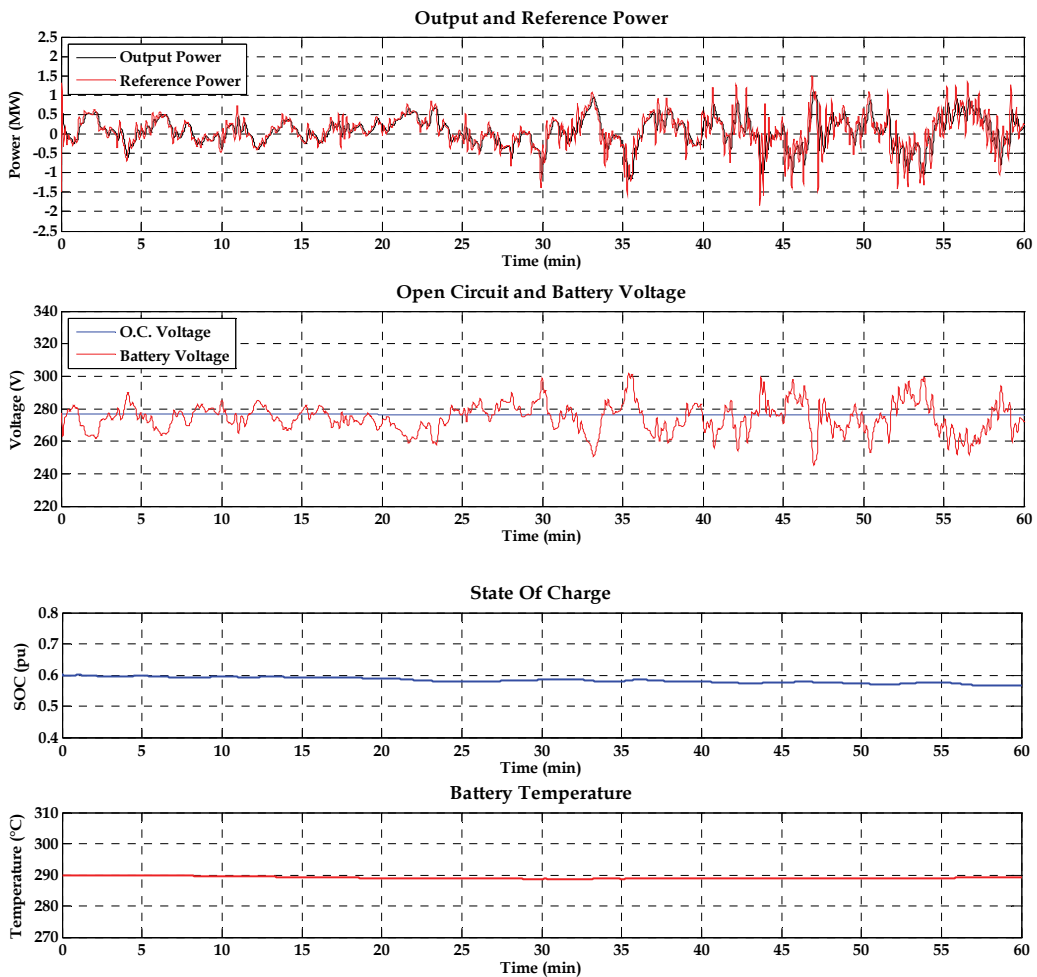 Output and Reference Power
Power (MW)
2.5
2
1.5
1
0.5
0
-0.5
-1
-1.5
-2
-2.5
Output Power
Reference Power
0 5 10 15 20 25 30 35 40 45 50 55 60
Time (min)
Open Circuit and Battery Voltage
Voltage (V)
340
320
300
280
260
240
220
O.C. Voltage
Battery Voltage
0 5 10 15 20 25 30 35 40 45 50 55 60
Time (min)
State Of Charge
SOC (pu)
0.8
0.7
0.6
0.5
0.4
0 5 10 15 20 25 30 35 40 45 50 55 60
Time (min)
Battery Temperature
Temperature (°C)
310
300
290
280
270
0 5 10 15 20 25 30 35 40 45 50 55 60
Time (min)